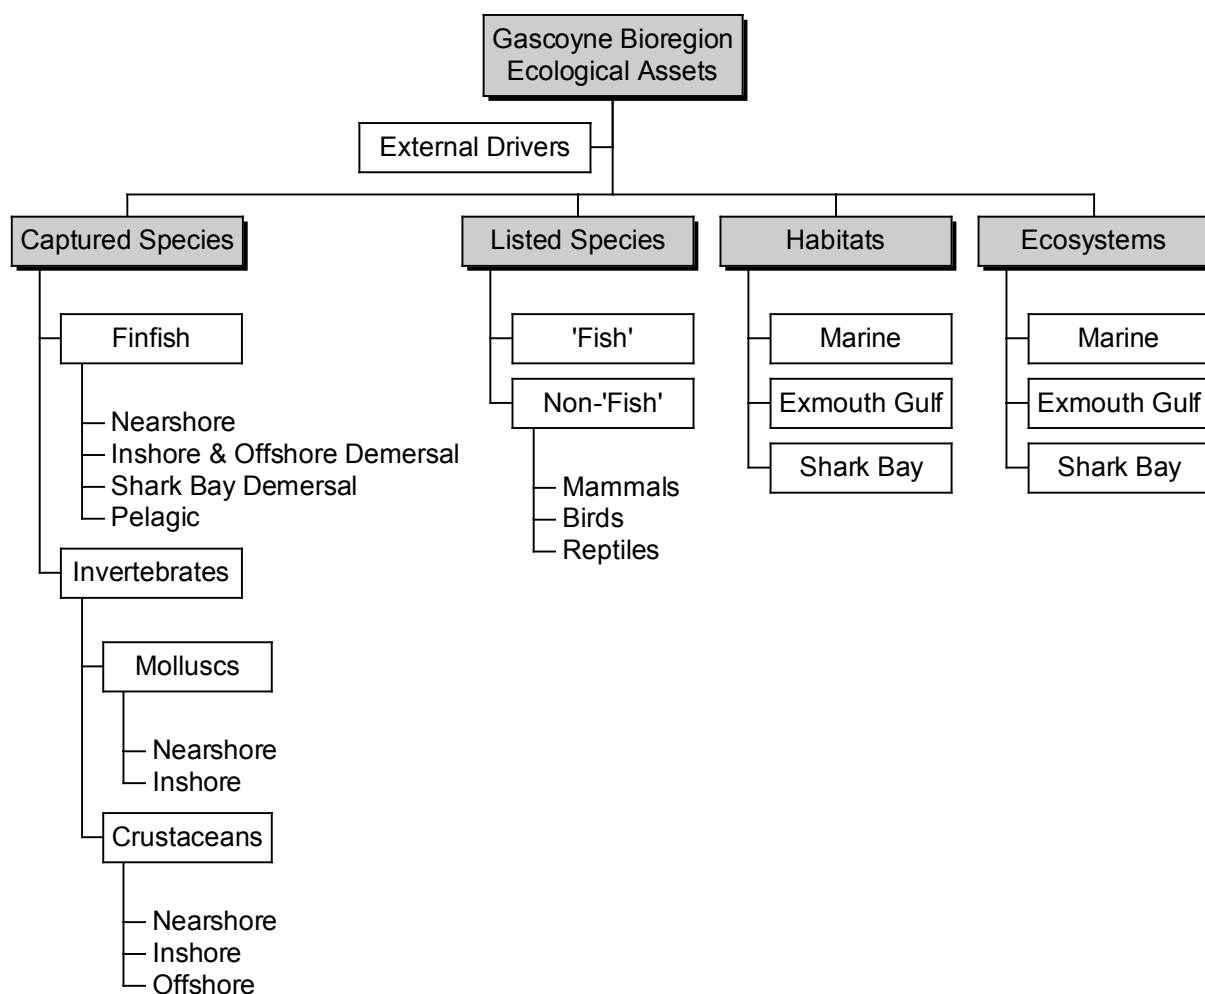 Gascoyne Bioregion
Ecological Assets
External Drivers
Captured Species
Finfish
Nearshore
Inshore & Offshore Demersal
Shark Bay Demersal
Pelagic
Invertebrates
Molluscs
Nearshore
Inshore
Crustaceans
Nearshore
Inshore
Offshore
Listed Species
'Fish'
Non-'Fish'
Mammals
Birds
Reptiles
Habitats
Marine
Exmouth Gulf
Shark Bay
Ecosystems
Marine
Exmouth Gulf
Shark Bay